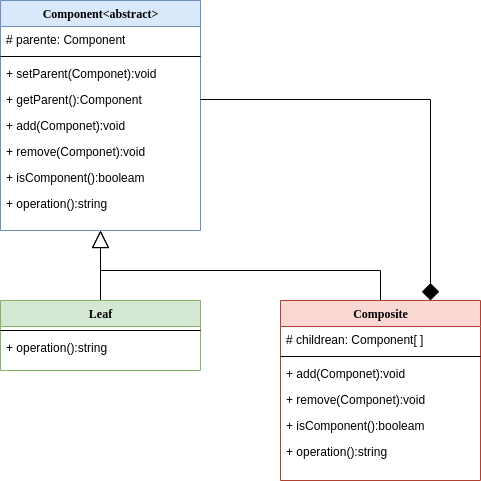 Component<abstract>
# parente: Component
+ setParent(Componet):void
+ getParent():Component
+ add(Componet):void
+ remove(Componet):void
+ isComponent():booleam
+ operation():string
Leaf
+ operation():string
Composite
# childrean: Component[ ]
+ add(Componet):void
+ remove(Componet):void
+ isComponent():booleam
+ operation():string